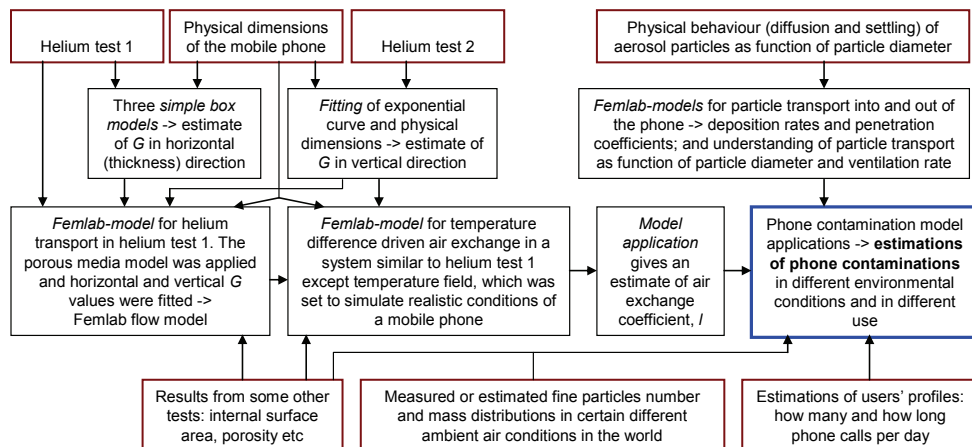 Helium test 1
Physical dimensions
of the mobile phone
Helium test 2
Physical behaviour (diffusion and settling) of
aerosol particles as function of particle diameter
Three simple box
models -> estimate
of G in horizontal
(thickness) direction
Fitting of exponential
curve and physical
dimensions -> estimate
of G in vertical direction
Femlab-models for particle transport into and out
of the phone -> deposition rates and penetration
coefficients; and understanding of particle transport
as function of particle diameter and ventilation rate
Femlab-model for helium
transport in helium test 1. The
porous media model was
applied and horizontal and
vertical G values were fitted ->
Femlab flow model
Femlab-model for temperature
difference driven air exchange in a
system similar to helium test 1
except temperature field, which was
set to simulate realistic conditions of
a mobile phone
Model
application
gives an
estimate of air
exchange
coefficient, I
Phone contamination model
applications -> estimations
of phone contaminations
in different environmental
conditions and in different
use
Results from some other
tests: internal surface
area, porosity etc
Measured or estimated fine particles number
and mass distributions in certain different
ambient air conditions in the world
Estimations of users' profiles:
how many and how long
phone calls per day